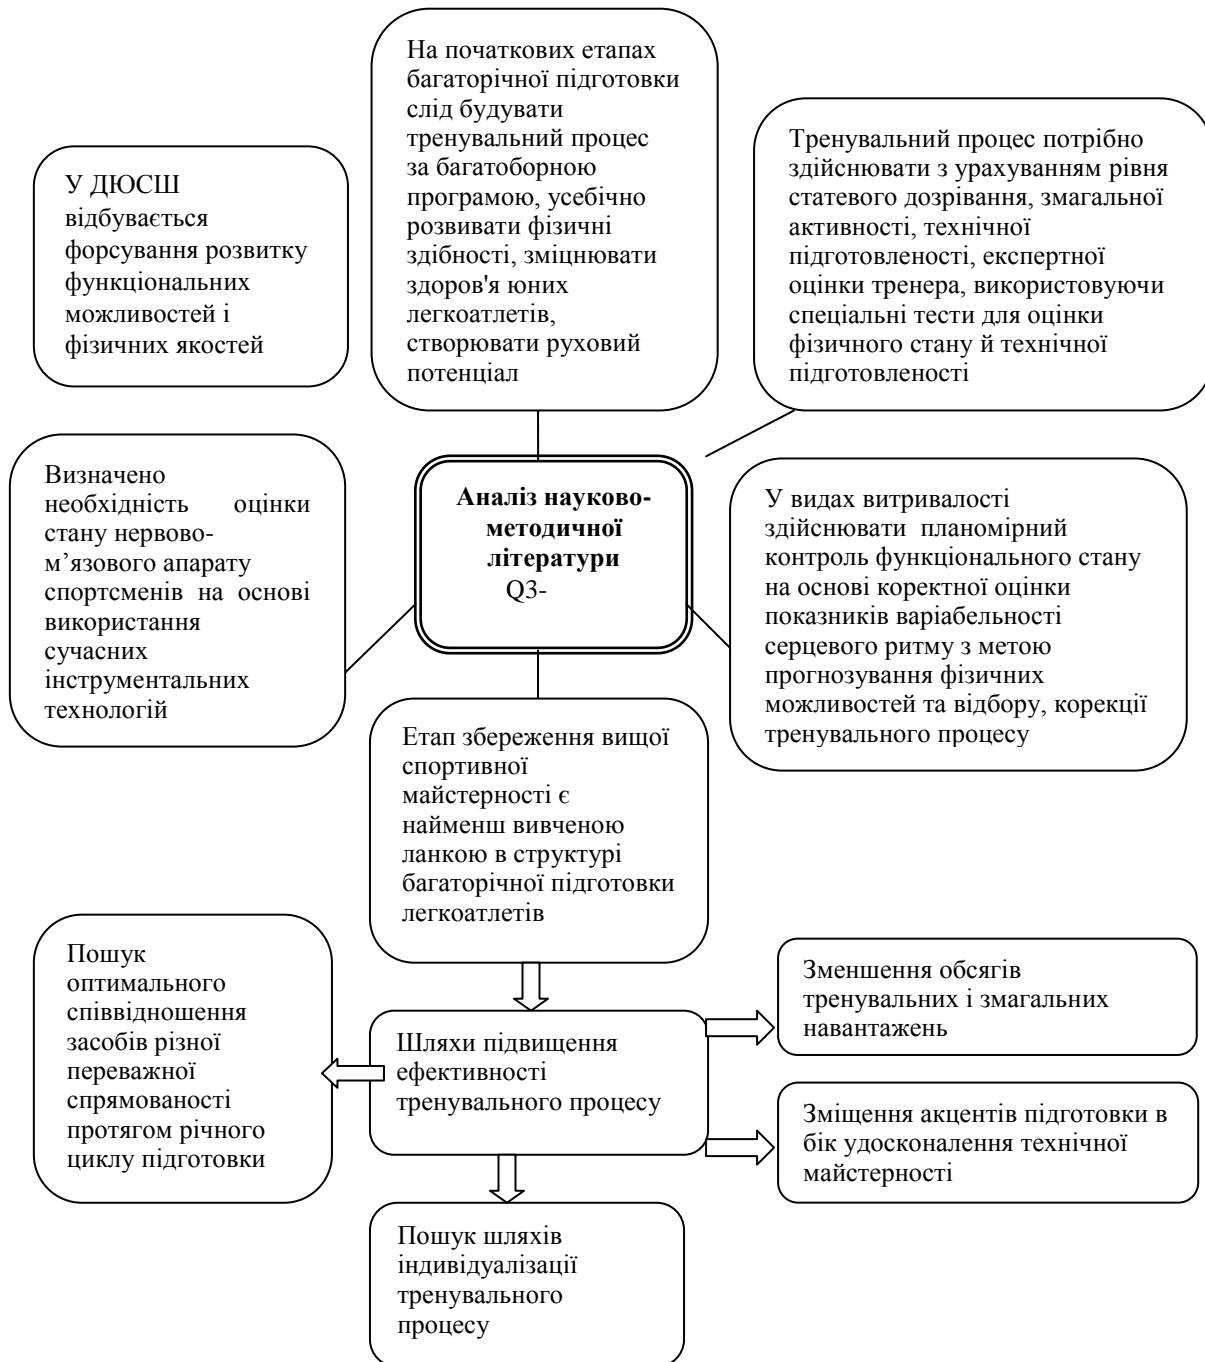 На початкових етапах
багаторічної підготовки
слід будувати
тренувальний процес
за багатоборною
програмою, усебічно
розвивати фізичні
здібності, зміцнювати
здоров'я юних
легкоатлетів,
створювати руховий
потенціал
У ДЮСШ
відбувається
форсування розвитку
функціональних
можливостей і
фізичних якостей
Тренувальний процес потрібно
здійснювати з урахуванням рівня
статевого дозрівання, змагальної
активності, технічної
підготовленості, експертної
оцінки тренера, використовуючи
спеціальні тести для оцінки
фізичного стану й технічної
підготовленості
Визначено
необхідність оцінки
стану нервово-
м’язового апарату
спортсменів на основі
використання
сучасних
інструментальних
технологій
Аналіз науково-
методичної
літератури
Q3-
У видах витривалості
здійснювати планомірний
контроль функціонального стану
на основі коректної оцінки
показників варіабельності
серцевого ритму з метою
прогнозування фізичних
можливостей та відбору, корекції
тренувального процесу
Етап збереження вищої
спортивної
майстерності є
найменш вивченою
ланкою в структурі
багаторічної підготовки
легкоатлетів
Пошук
оптимального
співвідношення
засобів різної
переважної
спрямованості
протягом річного
циклу підготовки
Шляхи підвищення
ефективності
тренувального процесу
Зменшення обсягів
тренувальних і змагальних
навантажень
Зміщення акцентів підготовки в
бік удосконалення технічної
майстерності
Пошук шляхів
індивідуалізації
тренувального
процесу